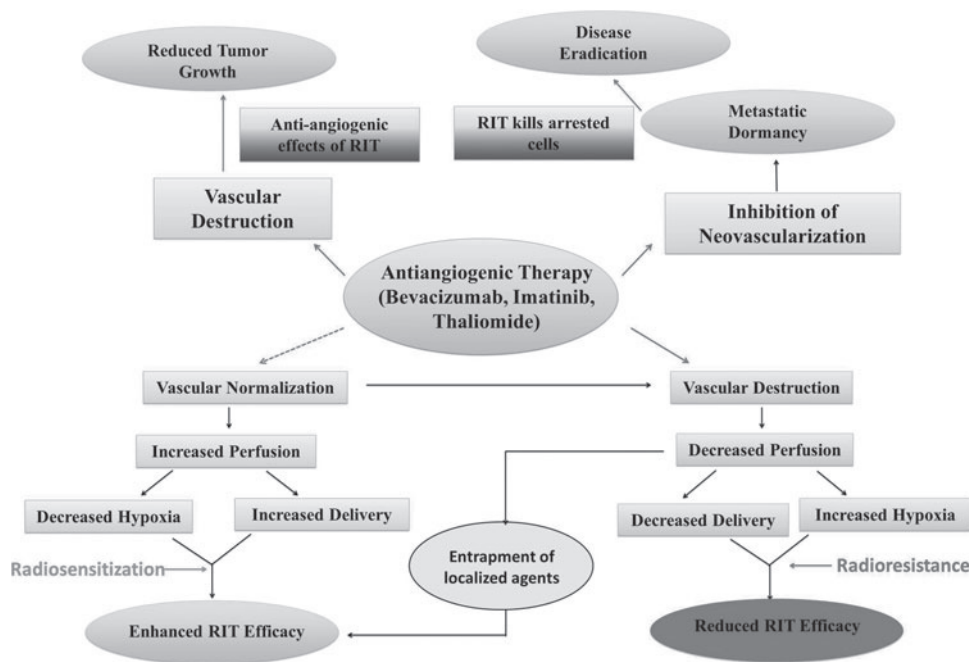 Reduced Tumor
Growth
Disease
Eradication
Anti-angiogenic
effects of RIT
RIT kills arrested
cells
Metastatic
Dormancy
Vascular
Destruction
Inhibition of
Neovascularization
Antiangiogenic Therapy
(Bevacizumab, Imatinib,
Thaliomide)
Vascular Normalization
Vascular Destruction
Increased Perfusion
Decreased Perfusion
Decreased Hypoxia
Increased Delivery
Decreased Delivery
Increased Hypoxia
Entrapment of
localized agents
Radiosensitization
Radioresistance
Enhanced RIT Efficacy
Reduced RIT Efficacy